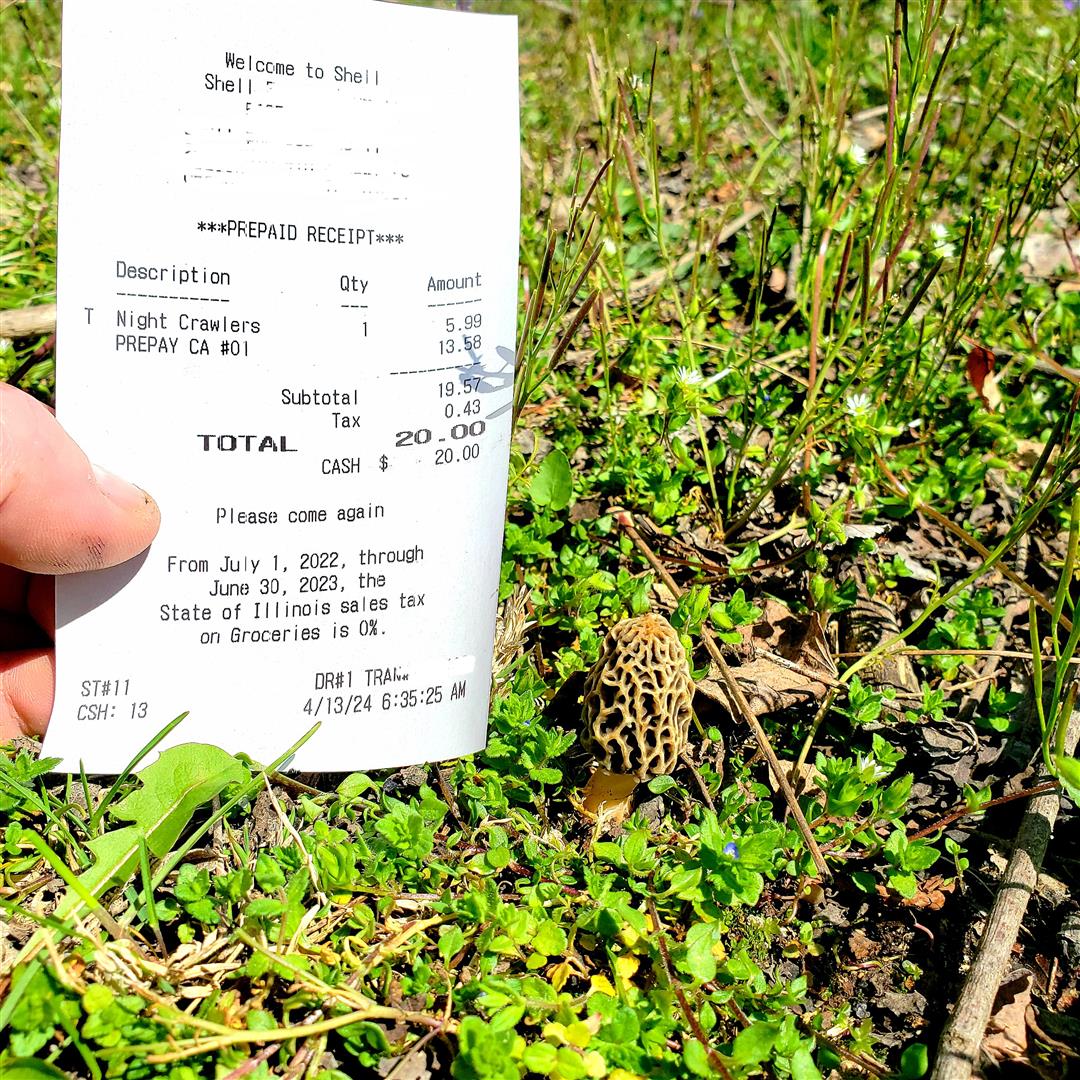 Welcome to Shell
Shell
***PREPAID RECEIPT***
Description Qty Amount
----------- --- -------
T Night Crawlers 1 5.99
PREPAY CA #01 13.58
----------
Subtotal 19.57
Tax 0.43
TOTAL 20.00
CASH $ 20.00
Please come again
From July 1, 2022, through
June 30, 2023, the
State of Illinois sales tax
on Groceries is 0%.
ST#11 DR#1
CSH: 13 4/13/24 6:35:25 AM